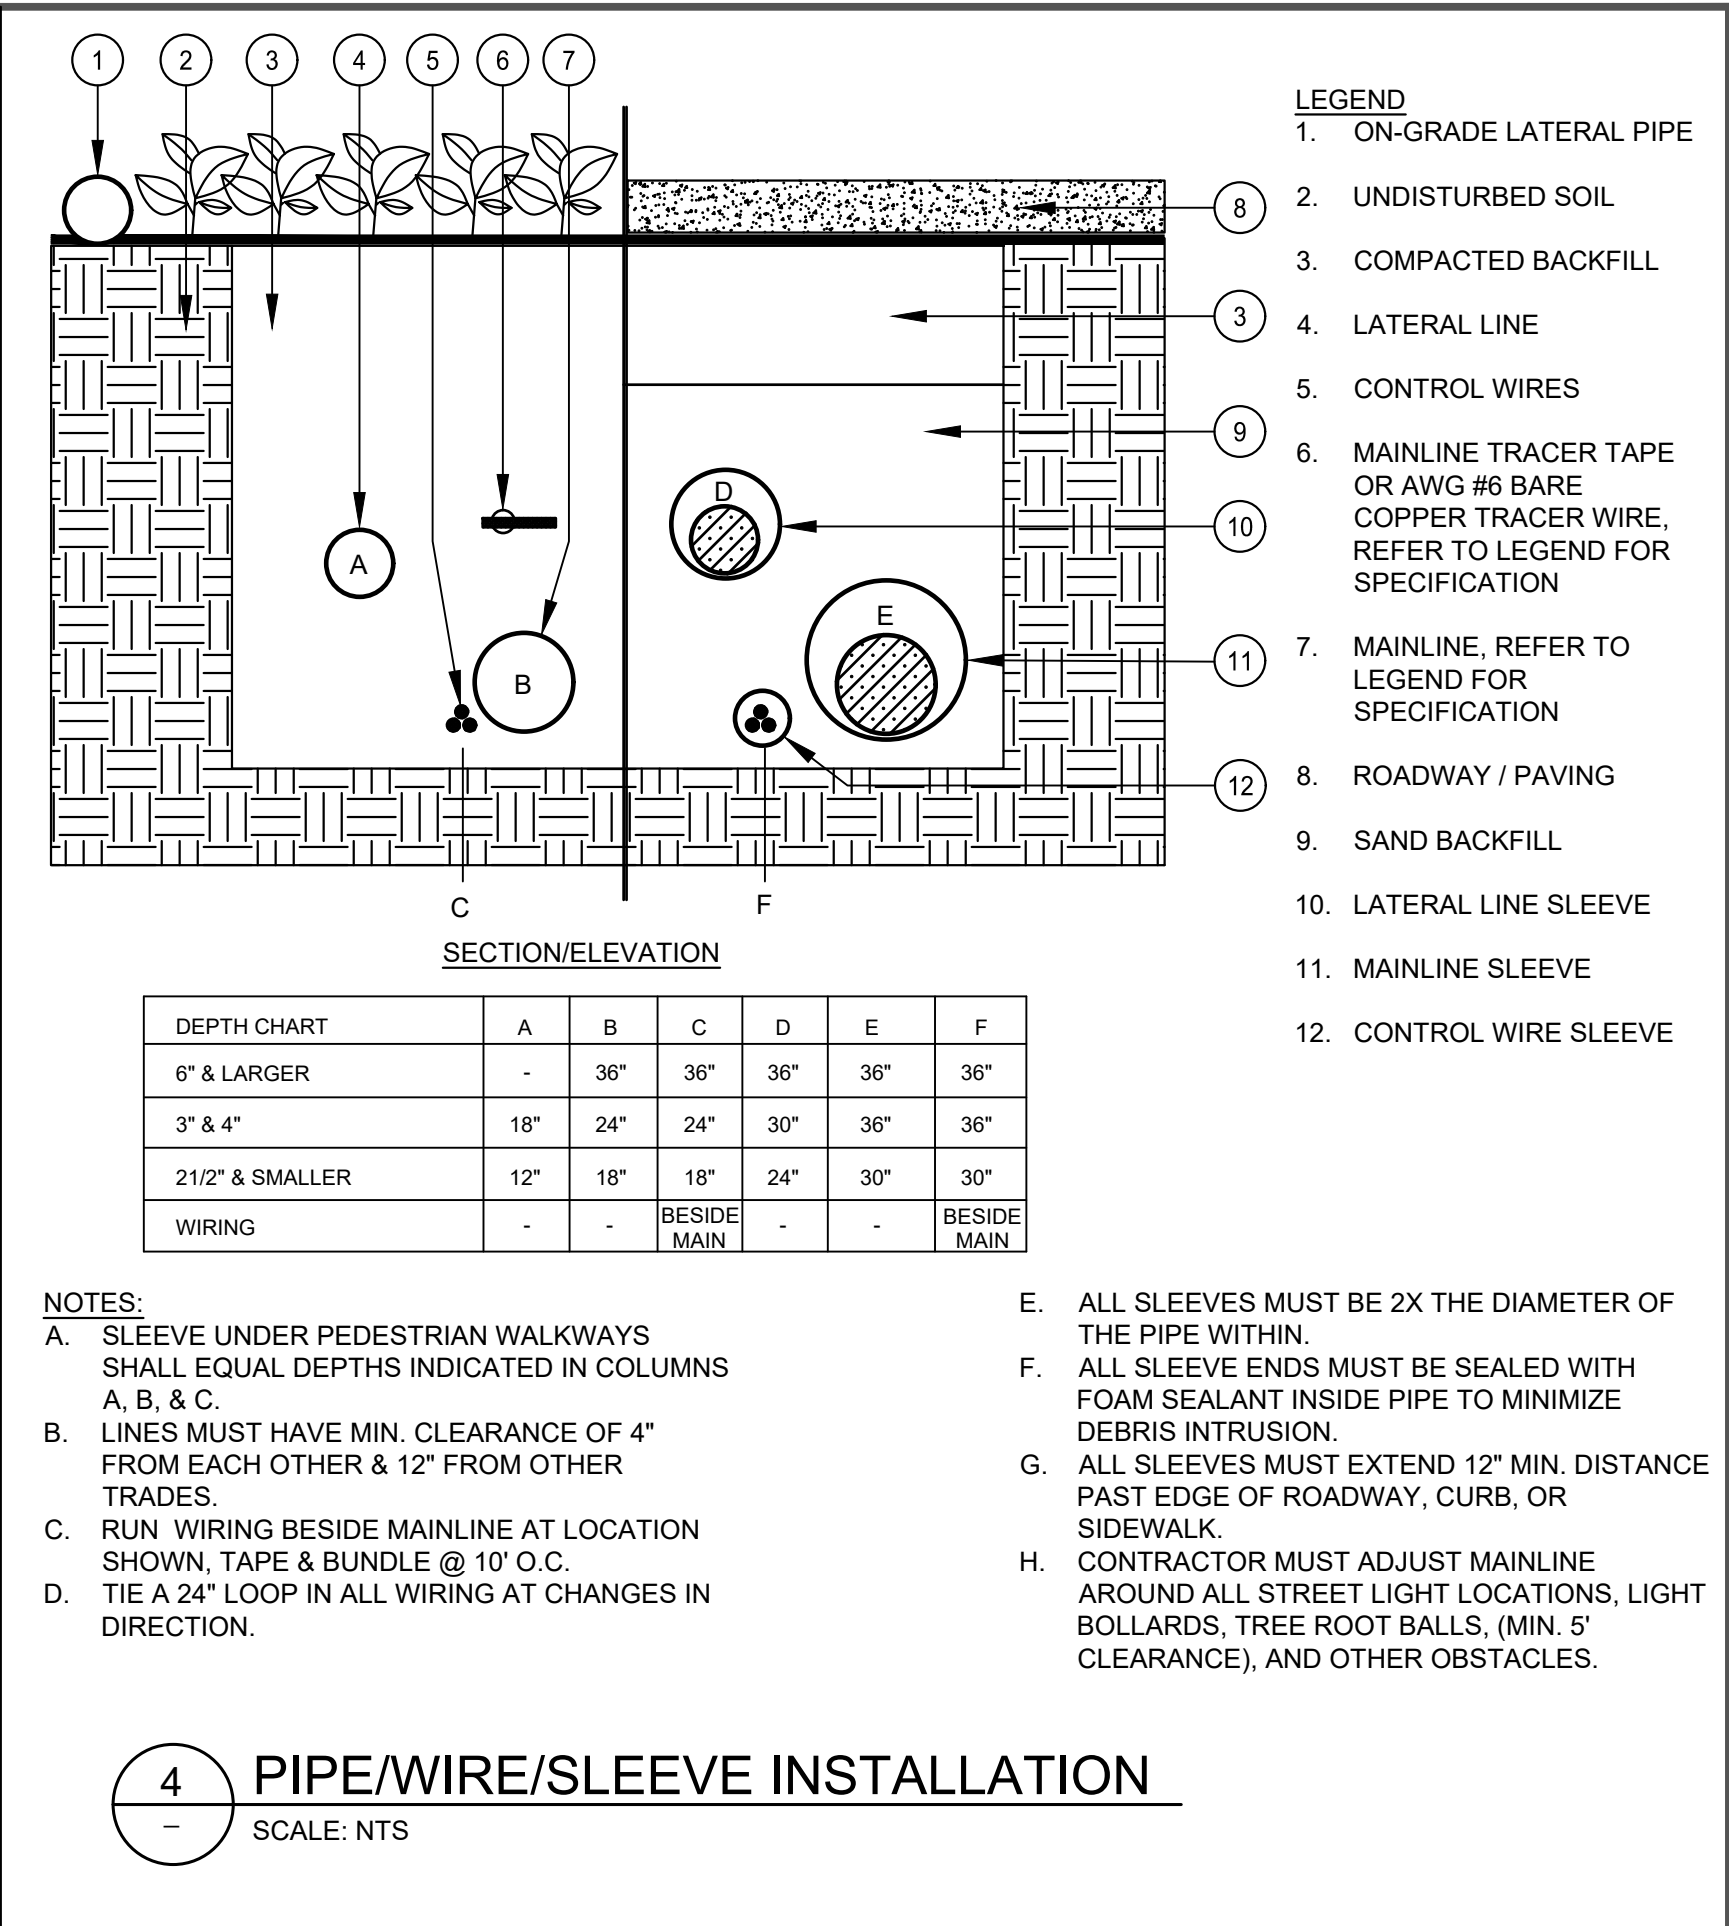 1 2 3 4 5 6 7
8
3
9
10
11
12
A
B
D
E
C F
SECTION/ELEVATION
LEGEND
1. ON-GRADE LATERAL PIPE
2. UNDISTURBED SOIL
3. COMPACTED BACKFILL
4. LATERAL LINE
5. CONTROL WIRES
6. MAINLINE TRACER TAPE
OR AWG #6 BARE
COPPER TRACER WIRE,
REFER TO LEGEND FOR
SPECIFICATION
7. MAINLINE, REFER TO
LEGEND FOR
SPECIFICATION
8. ROADWAY / PAVING
9. SAND BACKFILL
10. LATERAL LINE SLEEVE
11. MAINLINE SLEEVE
12. CONTROL WIRE SLEEVE
DEPTH CHART A B C D E F
6" & LARGER - 36" 36" 36" 36" 36"
3" & 4" 18" 24" 24" 30" 36" 36"
21/2" & SMALLER 12" 18" 18" 24" 30" 30"
WIRING - - BESIDE MAIN - - BESIDE MAIN
NOTES:
A. SLEEVE UNDER PEDESTRIAN WALKWAYS
SHALL EQUAL DEPTHS INDICATED IN COLUMNS
A, B, & C.
B. LINES MUST HAVE MIN. CLEARANCE OF 4"
FROM EACH OTHER & 12" FROM OTHER
TRADES.
C. RUN WIRING BESIDE MAINLINE AT LOCATION
SHOWN, TAPE & BUNDLE @ 10' O.C.
D. TIE A 24" LOOP IN ALL WIRING AT CHANGES IN
DIRECTION.
E. ALL SLEEVES MUST BE 2X THE DIAMETER OF
THE PIPE WITHIN.
F. ALL SLEEVE ENDS MUST BE SEALED WITH
FOAM SEALANT INSIDE PIPE TO MINIMIZE
DEBRIS INTRUSION.
G. ALL SLEEVES MUST EXTEND 12" MIN. DISTANCE
PAST EDGE OF ROADWAY, CURB, OR
SIDEWALK.
H. CONTRACTOR MUST ADJUST MAINLINE
AROUND ALL STREET LIGHT LOCATIONS, LIGHT
BOLLARDS, TREE ROOT BALLS, (MIN. 5'
CLEARANCE), AND OTHER OBSTACLES.
4 PIPE/WIRE/SLEEVE INSTALLATION
– SCALE: NTS